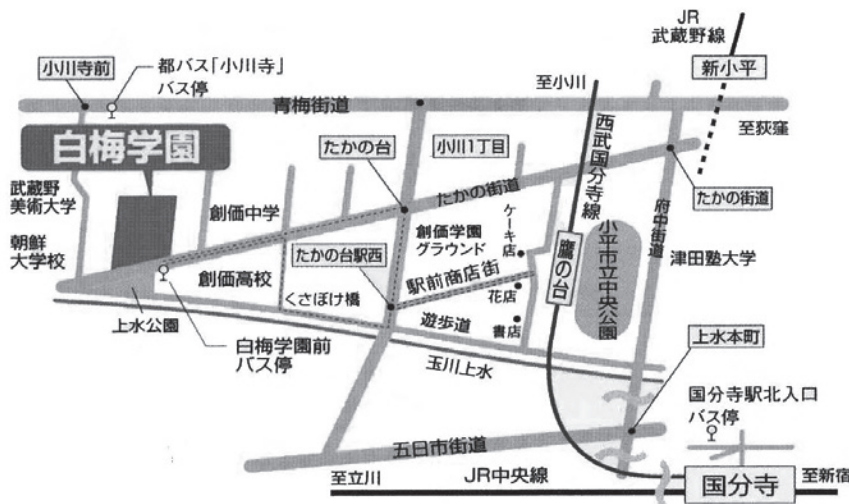 JR
武蔵野線
新小平
小川寺前
都バス「小川寺」
バス停
至小川
青梅街道
至荻窪
白梅学園
たかの台
小川1丁目
西武国分寺線
たかの街道
たかの街道
武蔵野
美術大学
創価中学
ケーキ店
府中街道
朝鮮
大学校
創価学園
グラウンド
鷹の台
小平市立中央公園
津田塾大学
創価高校
たかの台駅西
駅前商店街
くさぼけ橋
花店
上水公園
遊歩道
書店
白梅学園前
バス停
玉川上水
上水本町
国分寺駅北入口
バス停
五日市街道
至立川
JR中央線
国分寺
至新宿